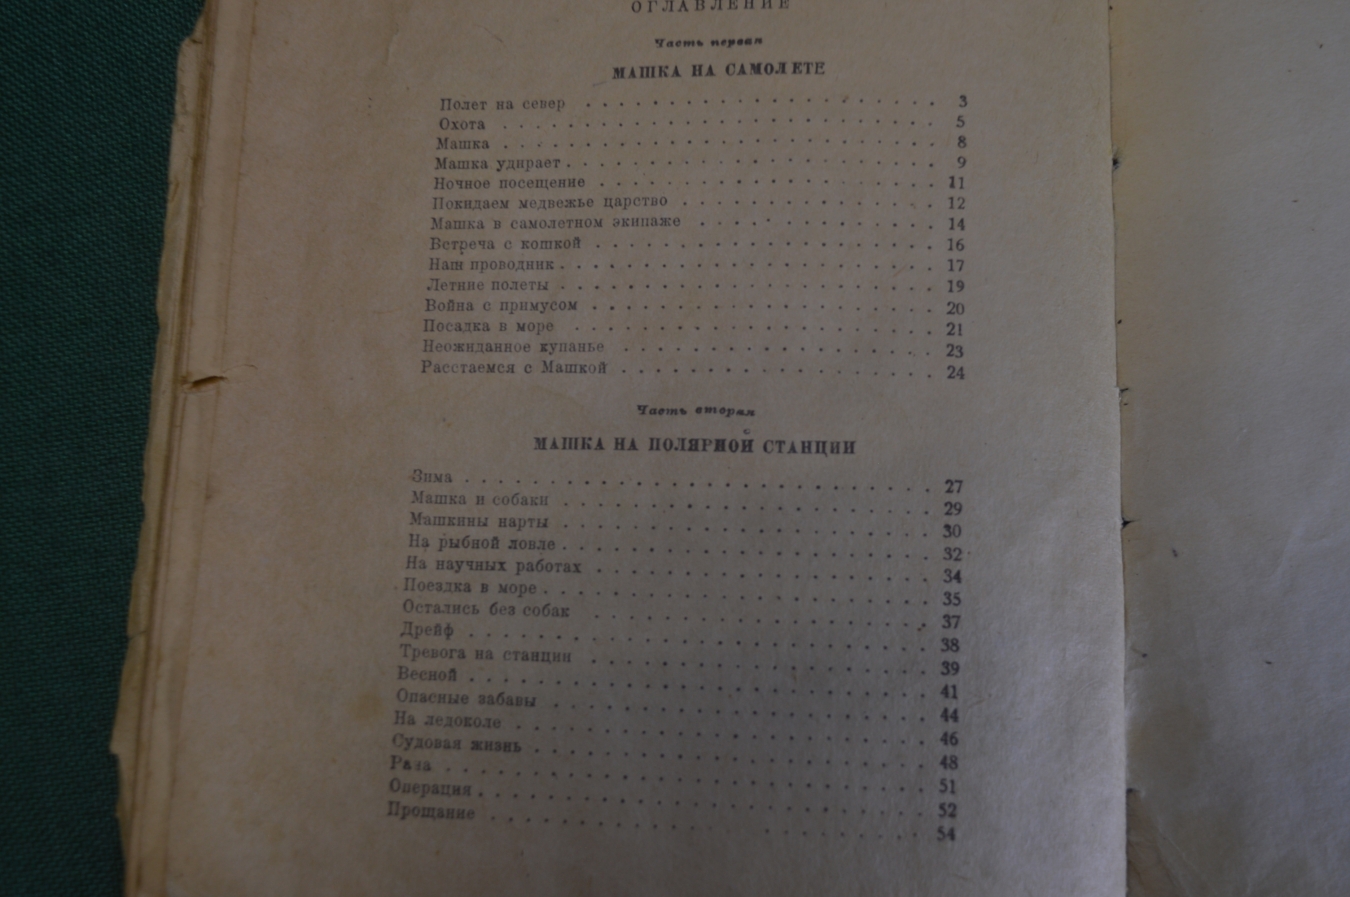 ОГЛАВЛЕНИЕ
Часть первая
МАШКА НА САМОЛЕТЕ
Полет на север . . . . . . . . . . . . . . . . . . . . . 3
Охота . . . . . . . . . . . . . . . . . . . . . . . 5
Машка . . . . . . . . . . . . . . . . . . . . . . . 8
Машка удирает . . . . . . . . . . . . . . . . . . . . . 9
Ночное посещение . . . . . . . . . . . . . . . . . . . . 11
Покидаем медвежье царство . . . . . . . . . . . . . . . 12
Машка в самолетном экипаже . . . . . . . . . . . . . . 14
Встреча с кошкой . . . . . . . . . . . . . . . . . . . . 16
Наш проводник . . . . . . . . . . . . . . . . . . . . . 17
Летние полеты . . . . . . . . . . . . . . . . . . . . . 19
Война с примусом . . . . . . . . . . . . . . . . . . . . 20
Посадка в море . . . . . . . . . . . . . . . . . . . . . 21
Неожиданное купанье . . . . . . . . . . . . . . . . . . 23
Расстаемся с Машкой . . . . . . . . . . . . . . . . . . 24
Часть вторая
МАШКА НА ПОЛЯРНОЙ СТАНЦИИ
Зима . . . . . . . . . . . . . . . . . . . . . . . . 27
Машка и собаки . . . . . . . . . . . . . . . . . . . . . 29
Машкины нарты . . . . . . . . . . . . . . . . . . . . . 30
На рыбной ловле . . . . . . . . . . . . . . . . . . . . 32
На научных работах . . . . . . . . . . . . . . . . . . . 34
Поездка в море . . . . . . . . . . . . . . . . . . . . . 35
Остались без собак . . . . . . . . . . . . . . . . . . . 37
Дрейф . . . . . . . . . . . . . . . . . . . . . . . . 38
Тревога на станции . . . . . . . . . . . . . . . . . . . 39
Весной . . . . . . . . . . . . . . . . . . . . . . . . 41
Опасные забавы . . . . . . . . . . . . . . . . . . . . . 44
На ледоколе . . . . . . . . . . . . . . . . . . . . . . 46
Судовая жизнь . . . . . . . . . . . . . . . . . . . . . 48
. . . . . . . . . . . . . . . . . . . . . . . . 51
Операция . . . . . . . . . . . . . . . . . . . . . . . 52
Прощание . . . . . . . . . . . . . . . . . . . . . . . 54